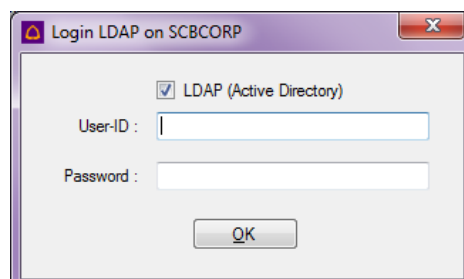 Login LDAP on SCBCORP
LDAP (Active Directory)
User-ID :
Password :
OK